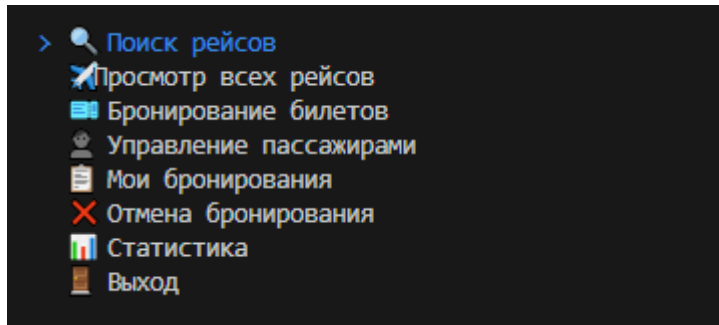 > 🔍 Поиск рейсов
✈️Просмотр всех рейсов
🎫 Бронирование билетов
👤 Управление пассажирами
📋 Мои бронирования
❌ Отмена бронирования
📊 Статистика
🚪 Выход